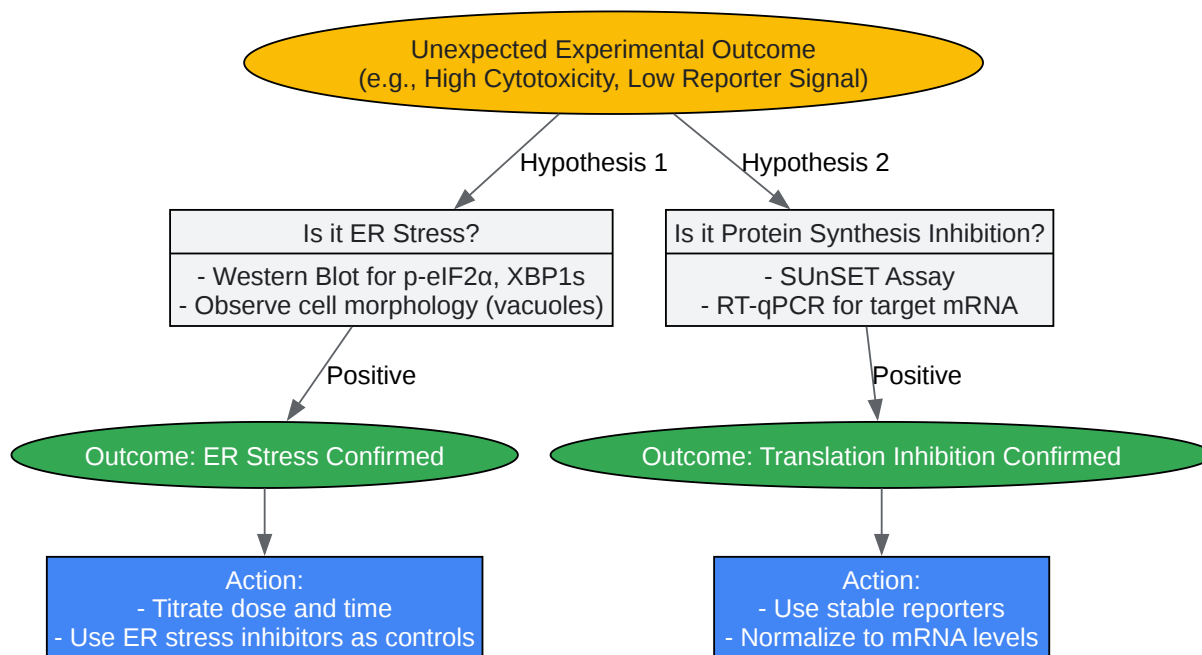 Unexpected Experimental Outcome
(e.g., High Cytotoxicity, Low Reporter Signal)
Hypothesis 1
Hypothesis 2
Is it ER Stress?
- Western Blot for p-eIF2α, XBP1s
- Observe cell morphology (vacuoles)
Is it Protein Synthesis Inhibition?
- SUnSET Assay
- RT-qPCR for target mRNA
Positive
Positive
Outcome: ER Stress Confirmed
Outcome: Translation Inhibition Confirmed
Action:
- Titrate dose and time
- Use ER stress inhibitors as controls
Action:
- Use stable reporters
- Normalize to mRNA levels